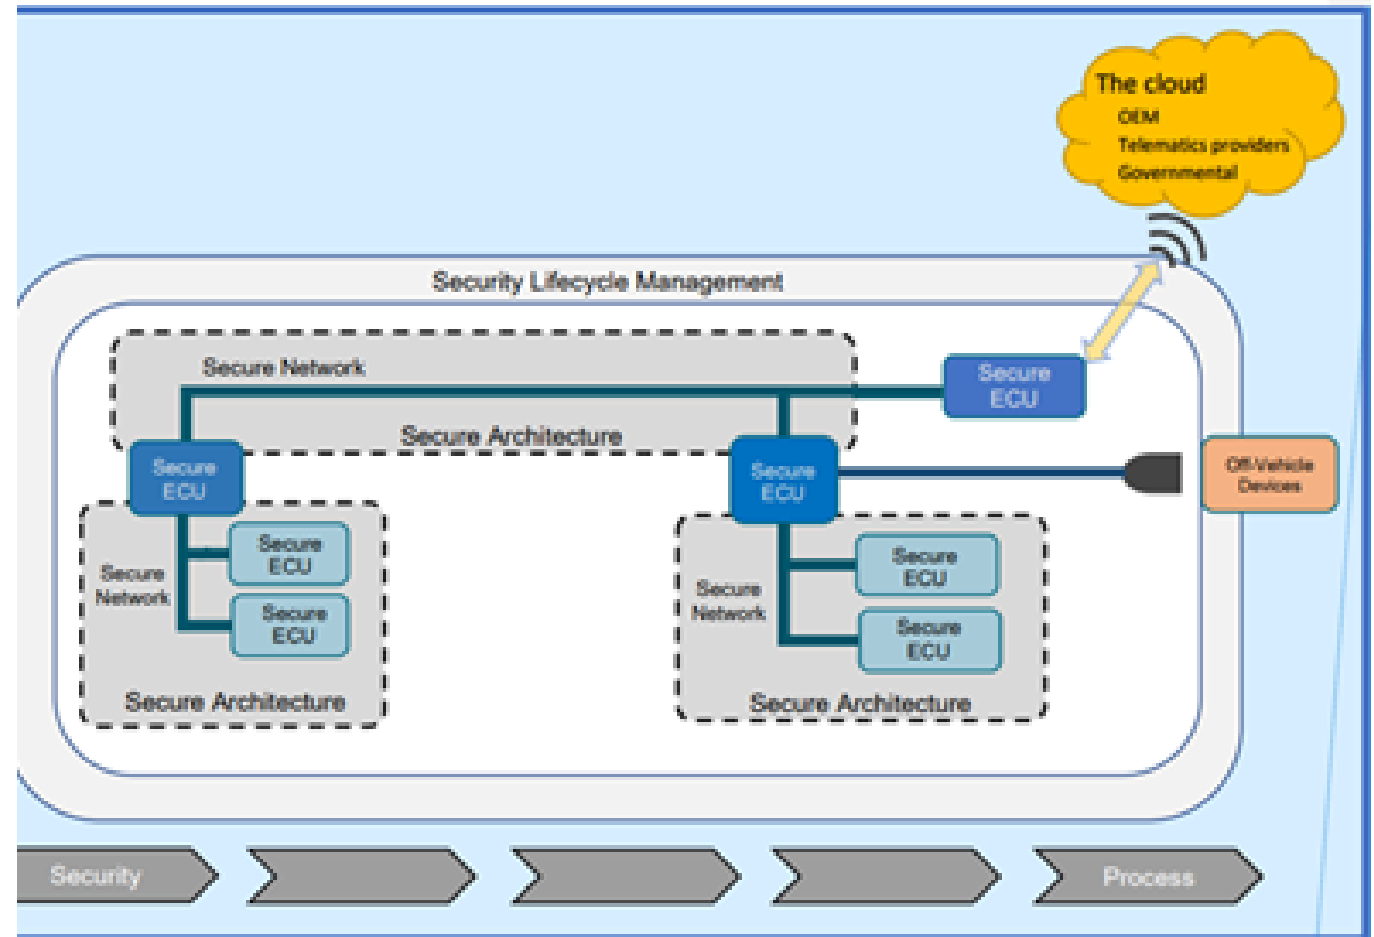 The cloud
OEM
Telematics providers
Governmental
Security Lifecycle Management
Secure Network
Secure Architecture
Secure
ECU
Secure
ECU
Secure
ECU
Off-Vehicle
Devices
Secure
Network
Secure
ECU
Secure
ECU
Secure Architecture
Secure
Network
Secure
ECU
Secure
ECU
Secure Architecture
Security
Process